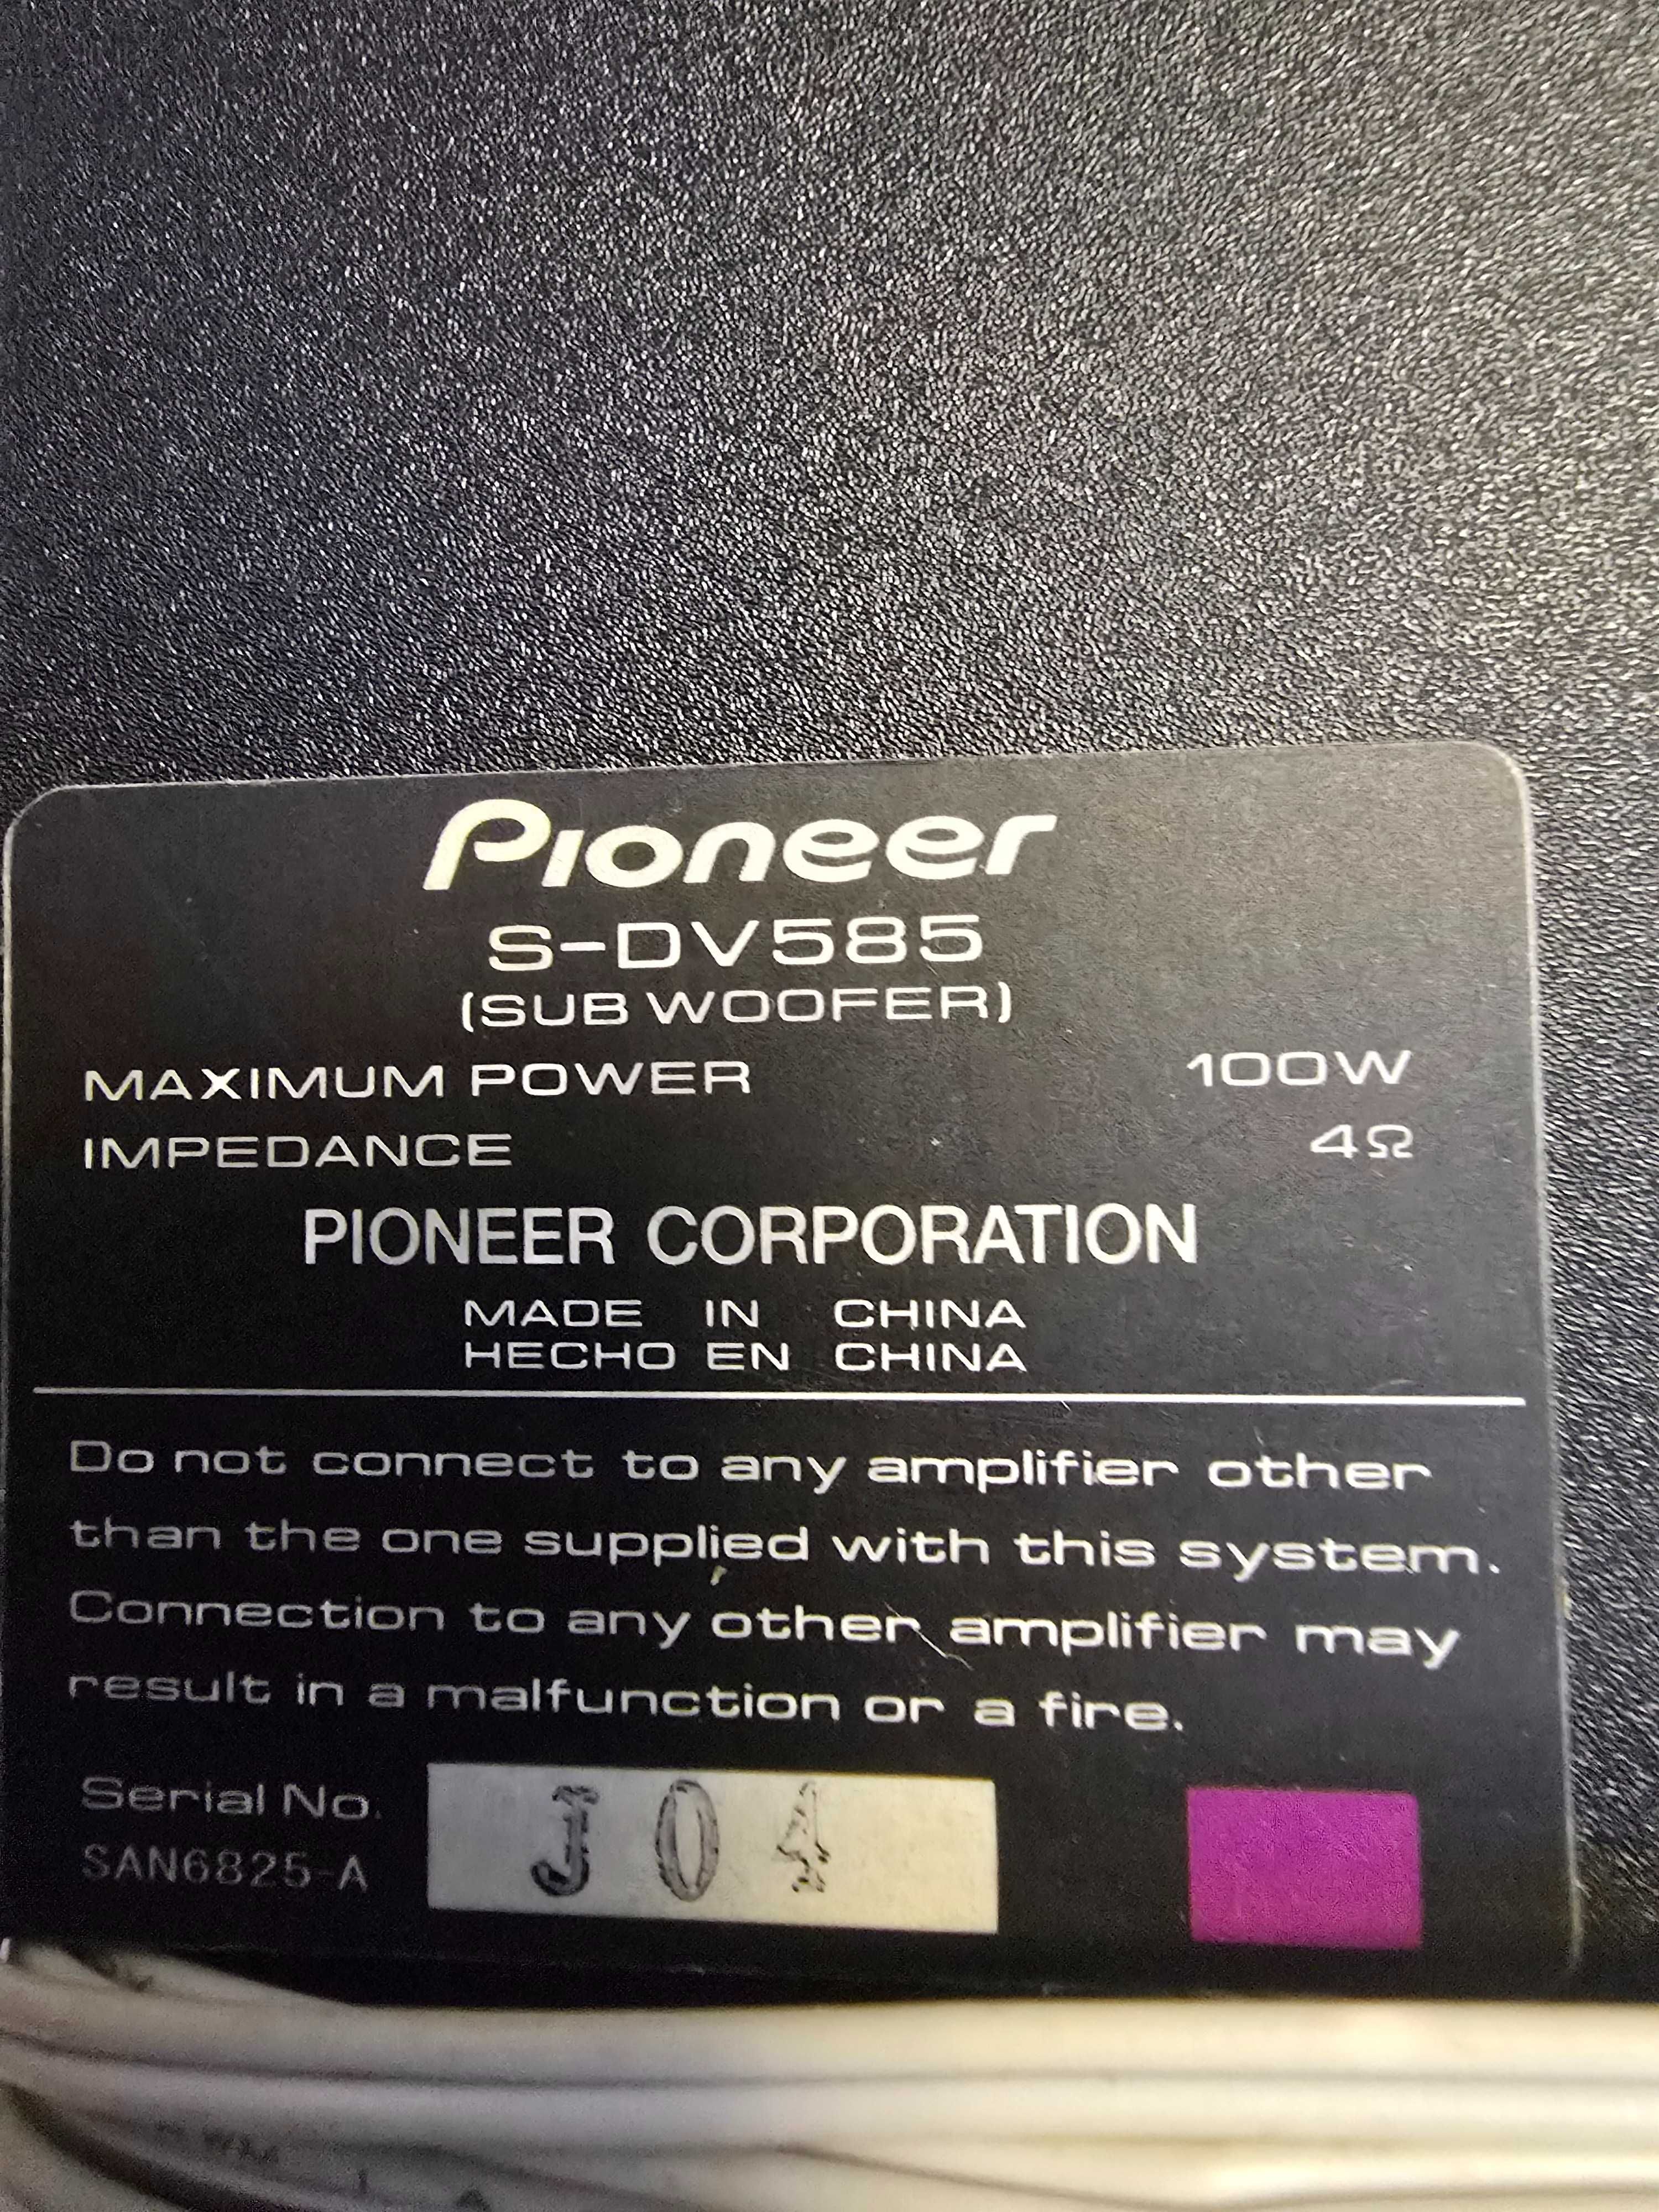 Pioneer
S-DV585
(SUB WOOFER)
MAXIMUM POWER 100W
IMPEDANCE 4Ω
PIONEER CORPORATION
MADE IN CHINA
HECHO EN CHINA
Do not connect to any amplifier other
than the one supplied with this system.
Connection to any other amplifier may
result in a malfunction or a fire.
Serial No. J04
SAN6825-A